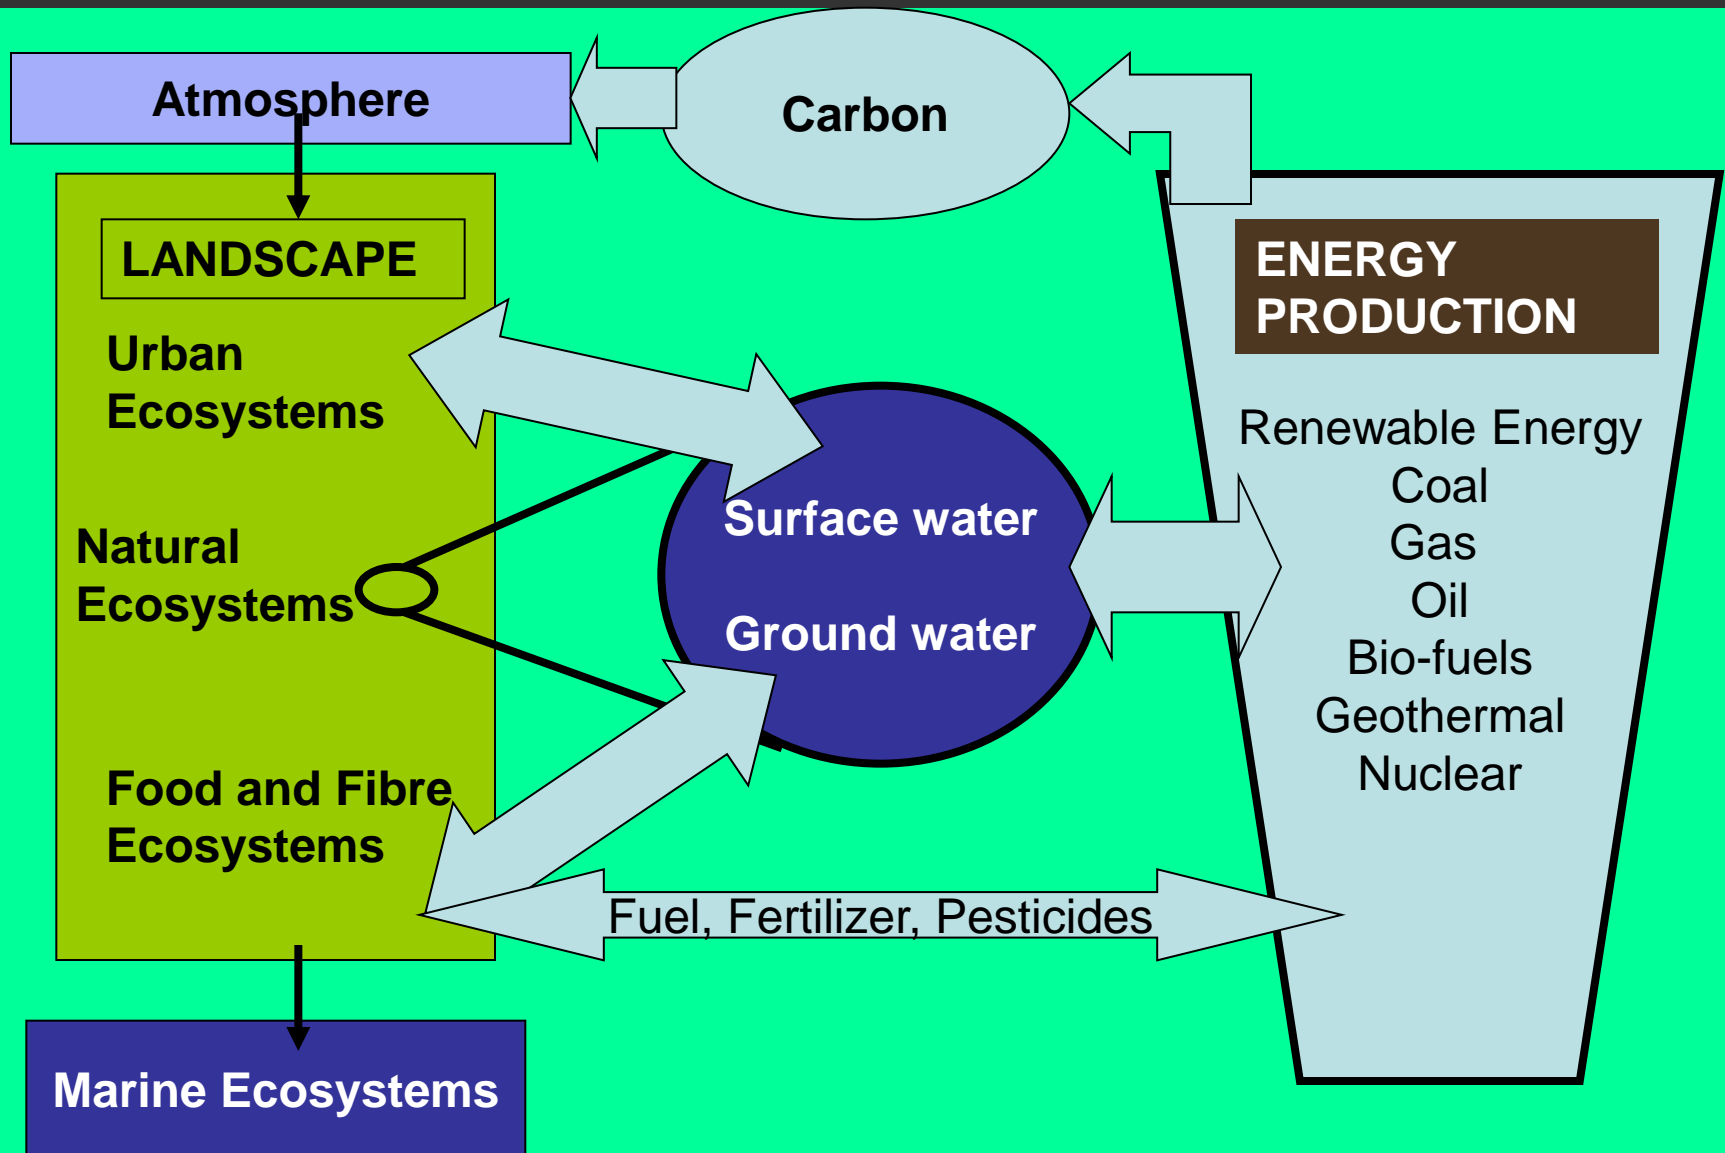 Atmosphere
Carbon
LANDSCAPE
Urban
Ecosystems
Natural
Ecosystems
Food and Fibre
Ecosystems
Surface water
Ground water
ENERGY
PRODUCTION
Renewable Energy
Coal
Gas
Oil
Bio-fuels
Geothermal
Nuclear
Fuel, Fertilizer, Pesticides
Marine Ecosystems